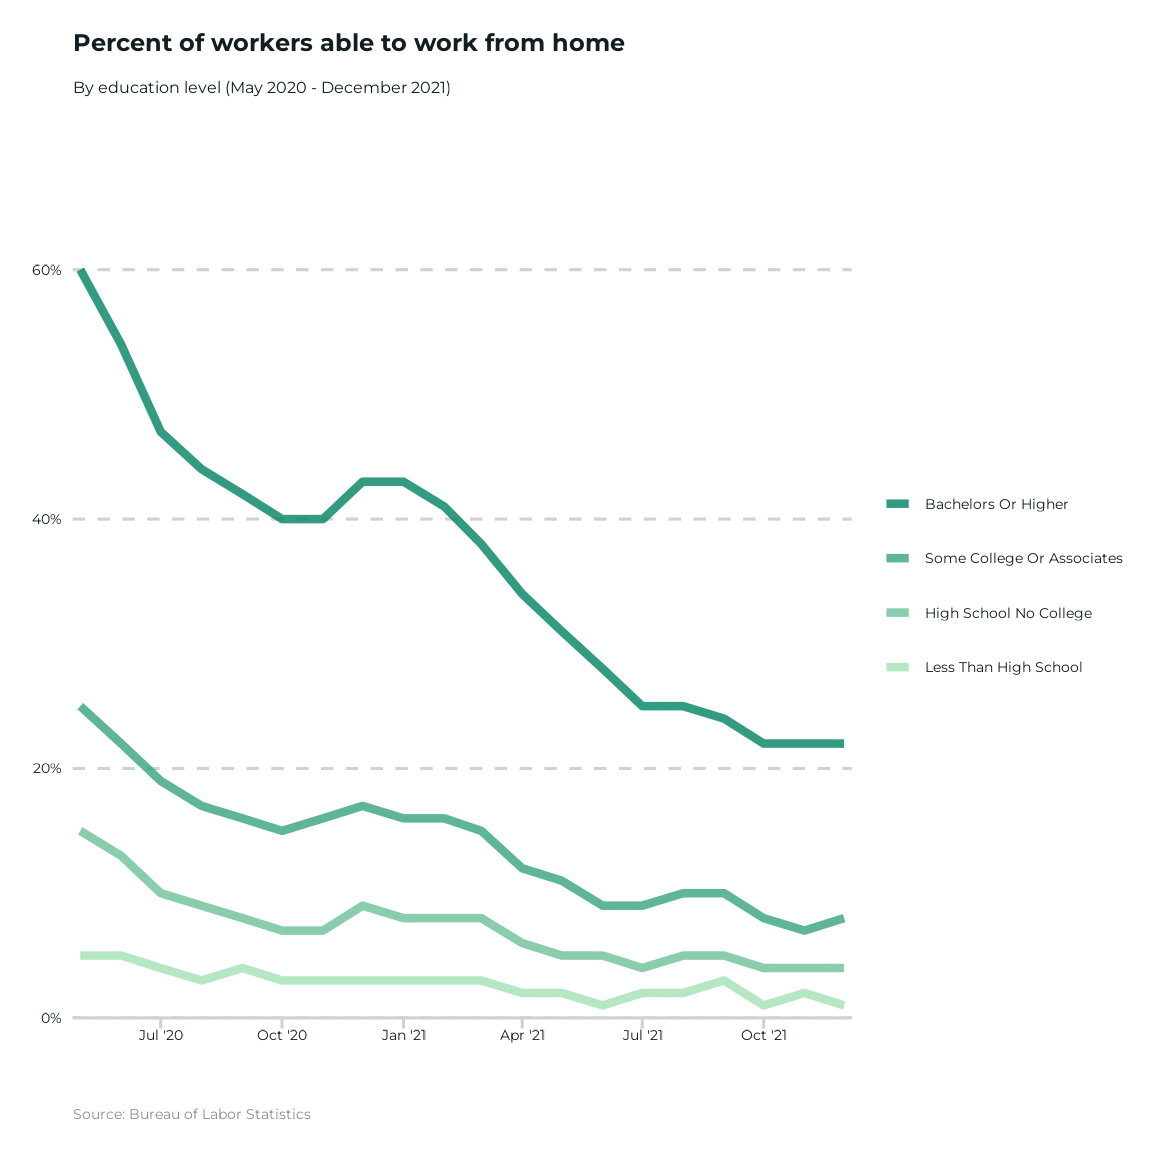 Percent of workers able to work from home
By education level (May 2020 - December 2021)
60%
40%
20%
0%
Jul '20
Oct '20
Jan '21
Apr '21
Jul '21
Oct '21
Bachelors Or Higher
Some College Or Associates
High School No College
Less Than High School
Source: Bureau of Labor Statistics